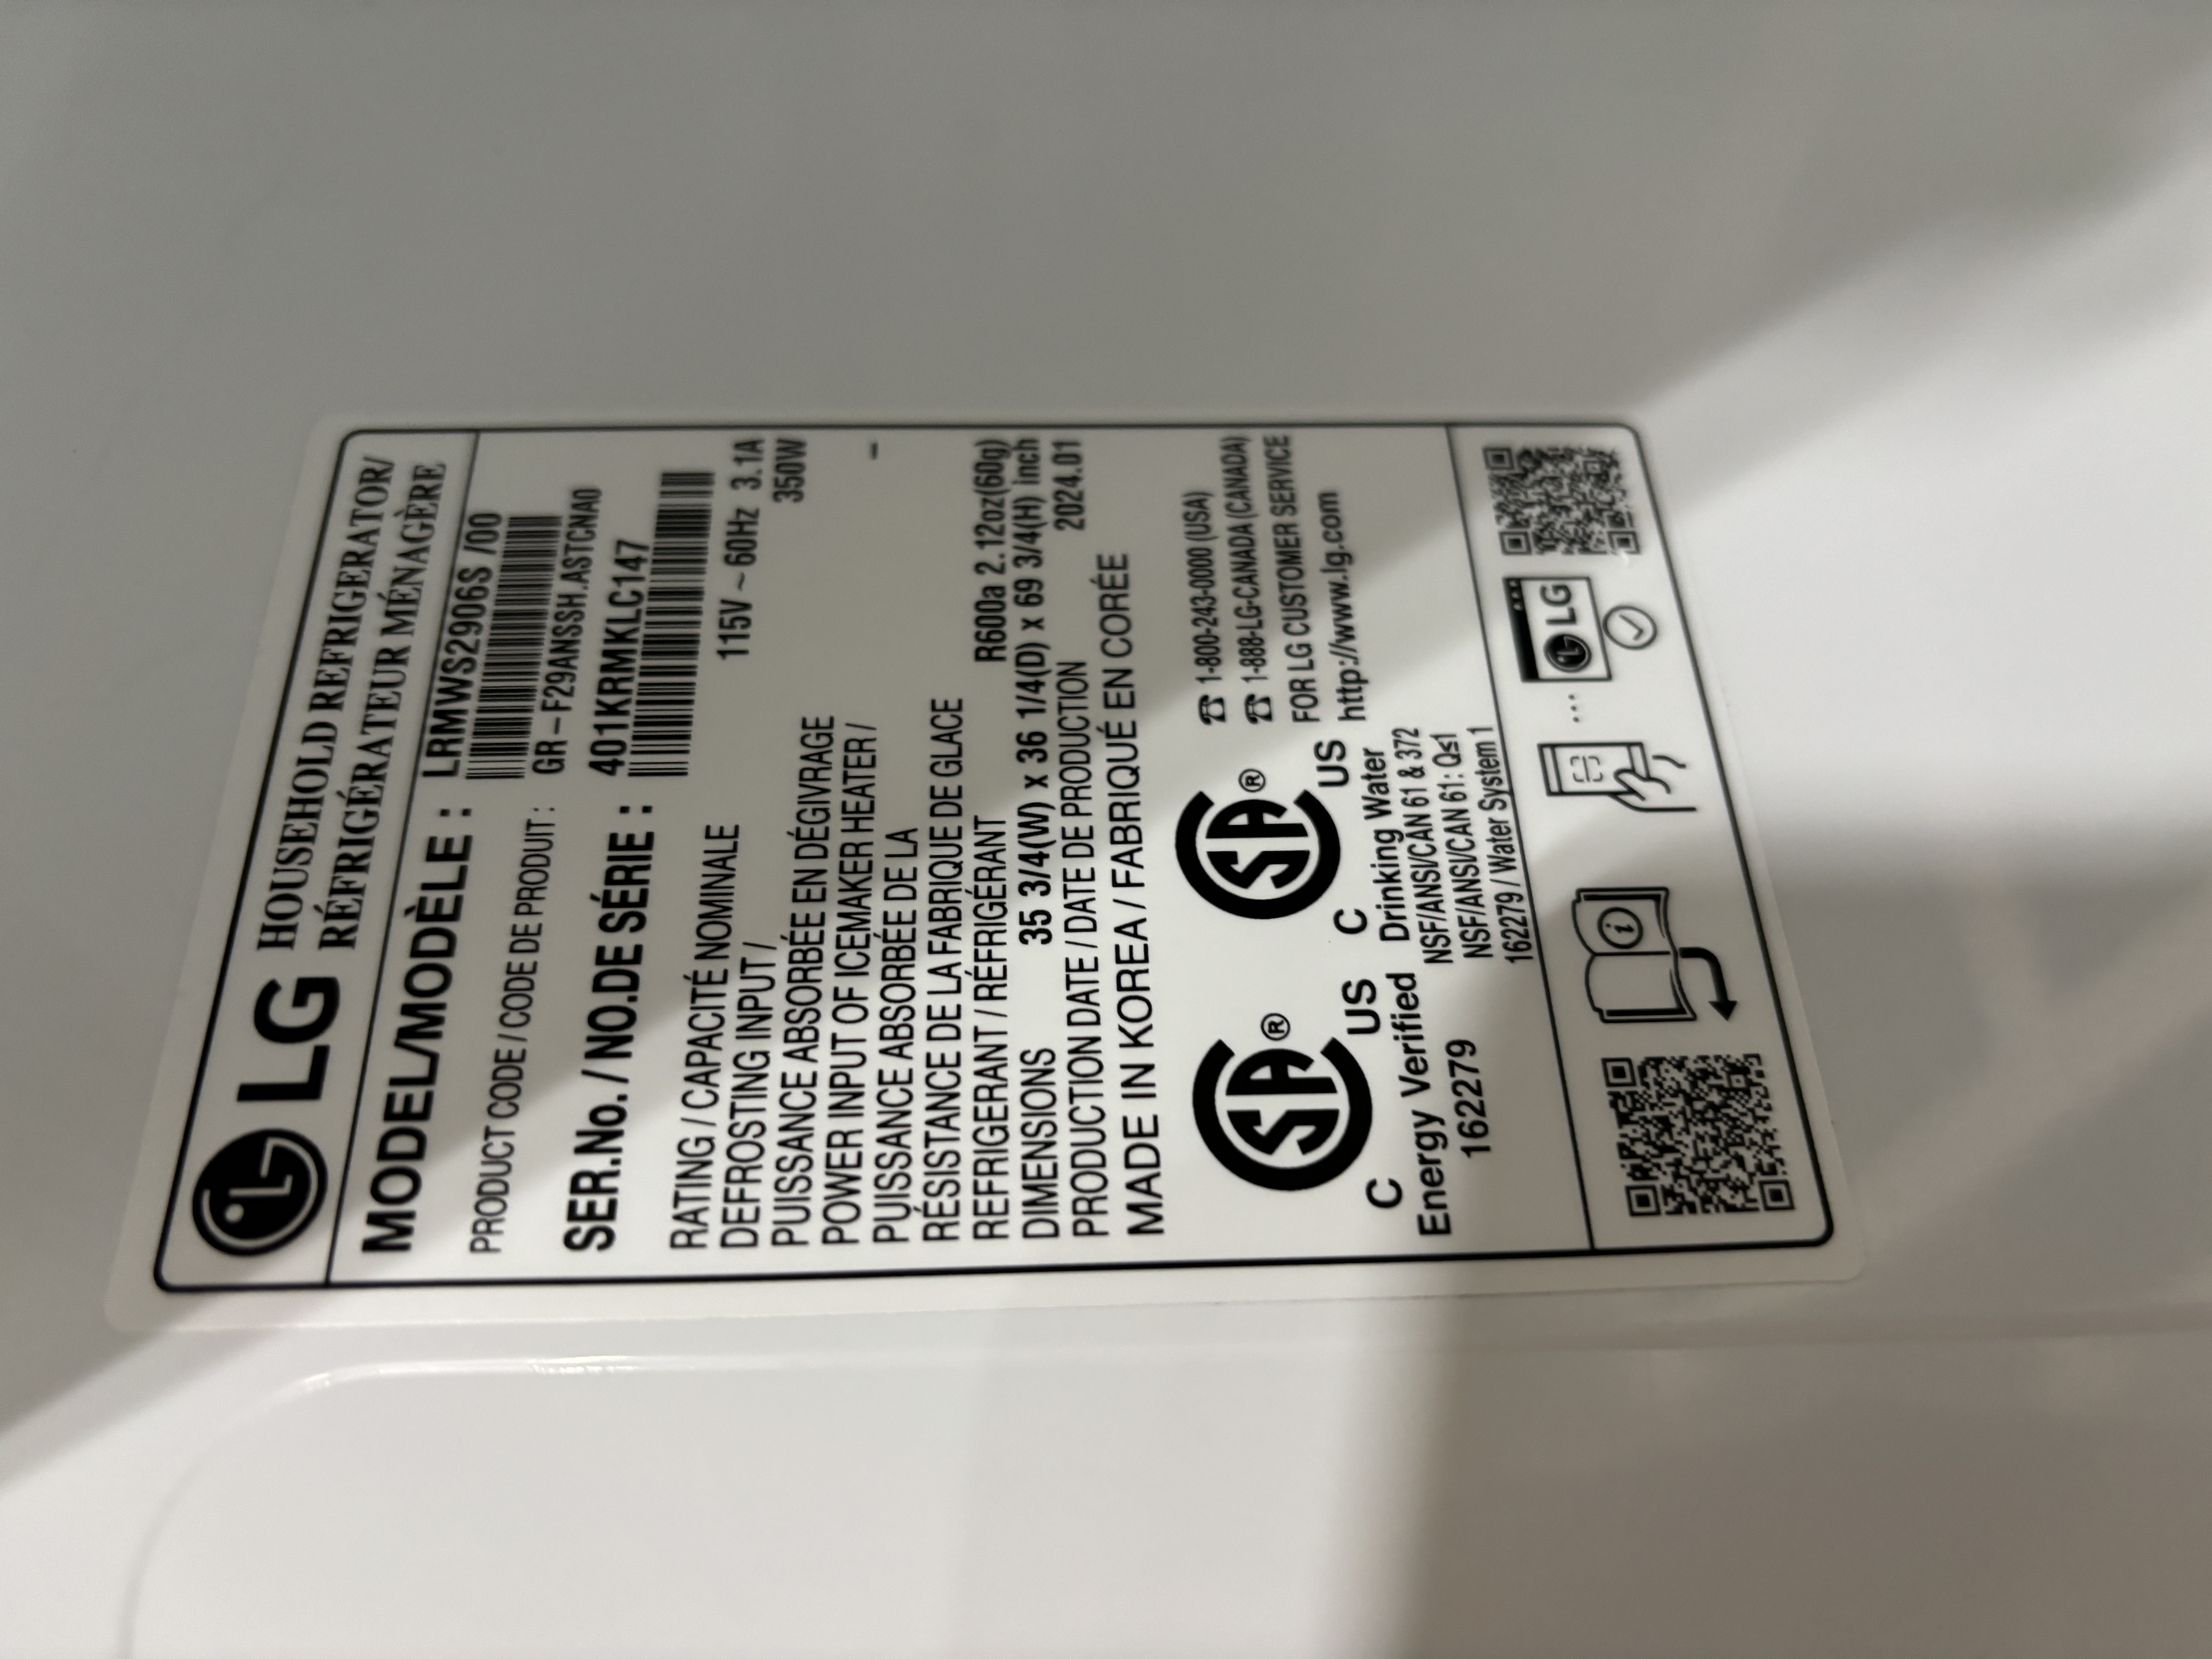 LG HOUSEHOLD REFRIGERATOR/
RÉFRIGÉRATEUR MÉNAGÈRE
MODEL/MODÈLE : LRMWS2906S /00
PRODUCT CODE / CODE DE PRODUIT : GR-F29ANSSH.ASTCNA0
SER.No. / NO.DE SÉRIE : 401KRMKLC147
RATING / CAPACITÉ NOMINALE 115V ~ 60Hz 3.1A
DEFROSTING INPUT / 350W
PUISSANCE ABSORBÉE EN DÉGIVRAGE
POWER INPUT OF ICEMAKER HEATER / –
PUISSANCE ABSORBÉE DE LA
RÉSISTANCE DE LA FABRIQUE DE GLACE
REFRIGERANT / RÉFRIGÉRANT R600a 2.12oz(60g)
DIMENSIONS 35 3/4(W) x 36 1/4(D) x 69 3/4(H) inch
PRODUCTION DATE / DATE DE PRODUCTION 2024.01
MADE IN KOREA / FABRIQUÉ EN CORÉE
SA ®
C US
Energy Verified
162279
SA ®
C US
Drinking Water
NSF/ANSI/CAN 61 & 372
NSF/ANSI/CAN 61: Q≤1
162279 / Water System 1
☎ 1-800-243-0000 (USA)
☎ 1-888-LG-CANADA (CANADA)
FOR LG CUSTOMER SERVICE
http://www.lg.com
i
LG